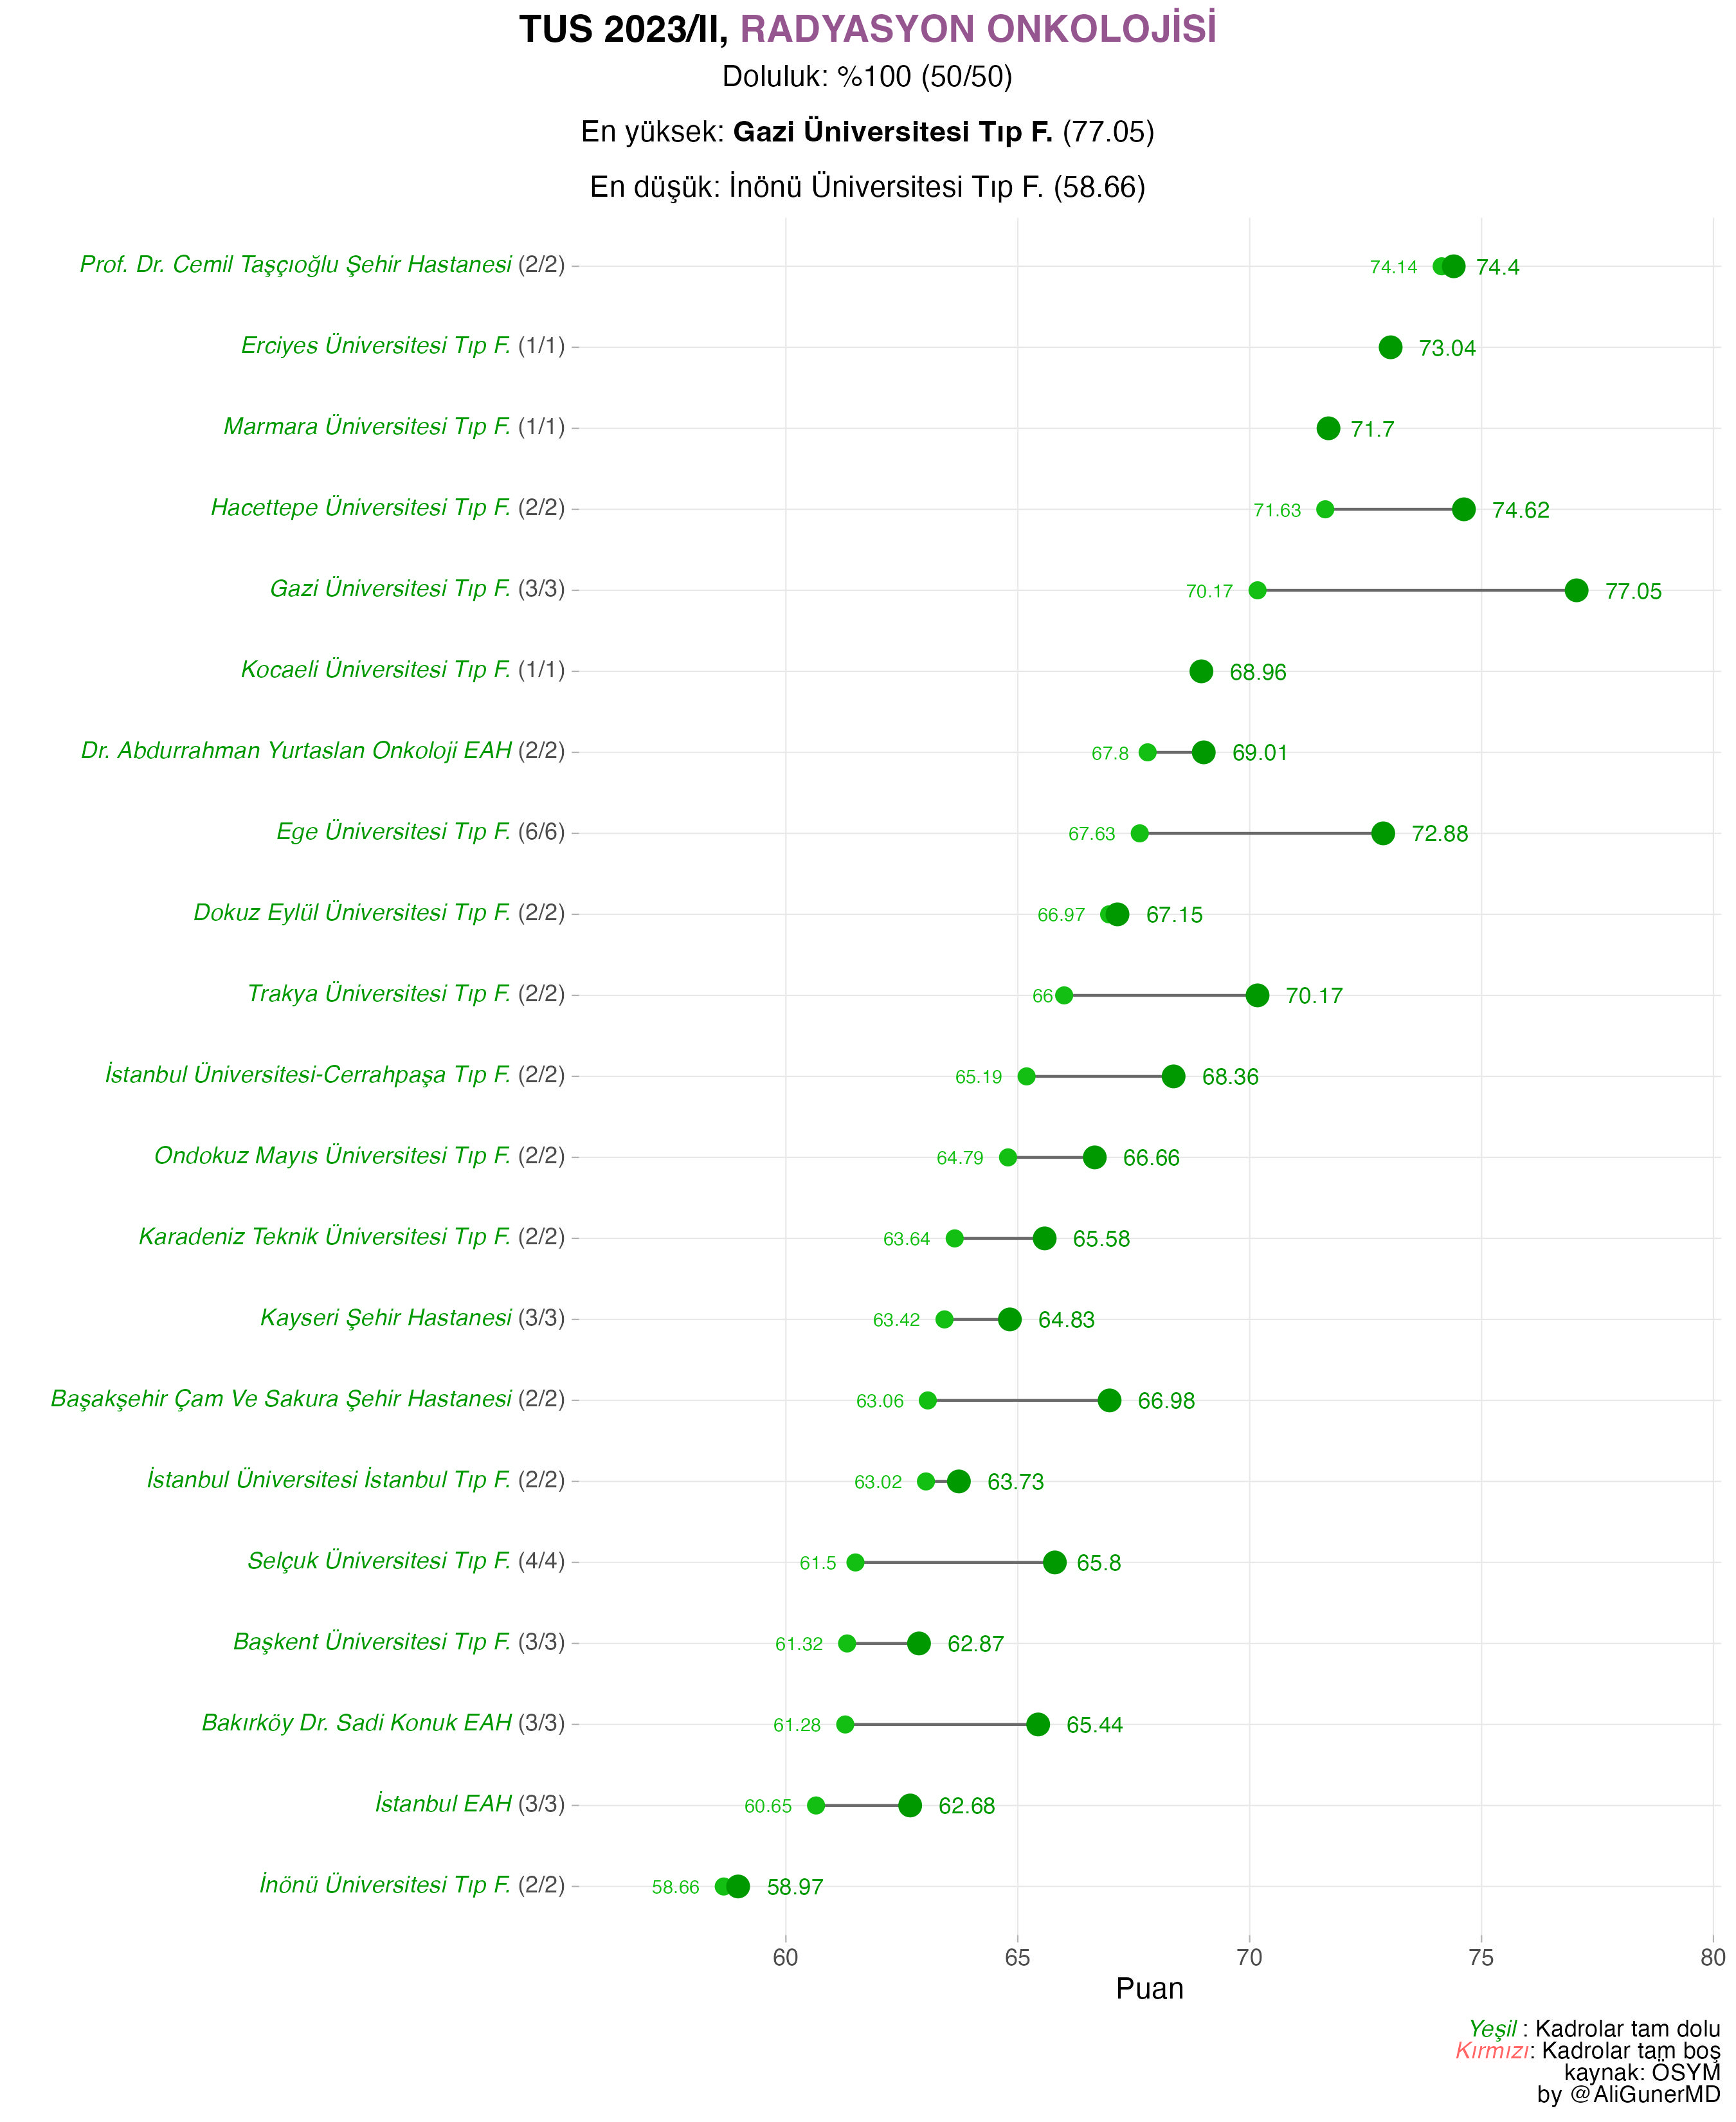 TUS 2023/II, RADYASYON ONKOLOJİSİ
Doluluk: %100 (50/50)
En yüksek: Gazi Üniversitesi Tıp F. (77.05)
En düşük: İnönü Üniversitesi Tıp F. (58.66)
Prof. Dr. Cemil Taşçıoğlu Şehir Hastanesi (2/2) 74.14 74.4
Erciyes Üniversitesi Tıp F. (1/1) 73.04
Marmara Üniversitesi Tıp F. (1/1) 71.7
Hacettepe Üniversitesi Tıp F. (2/2) 71.63 74.62
Gazi Üniversitesi Tıp F. (3/3) 70.17 77.05
Kocaeli Üniversitesi Tıp F. (1/1) 68.96
Dr. Abdurrahman Yurtaslan Onkoloji EAH (2/2) 67.8 69.01
Ege Üniversitesi Tıp F. (6/6) 67.63 72.88
Dokuz Eylül Üniversitesi Tıp F. (2/2) 66.97 67.15
Trakya Üniversitesi Tıp F. (2/2) 66 70.17
İstanbul Üniversitesi-Cerrahpaşa Tıp F. (2/2) 65.19 68.36
Ondokuz Mayıs Üniversitesi Tıp F. (2/2) 64.79 66.66
Karadeniz Teknik Üniversitesi Tıp F. (2/2) 63.64 65.58
Kayseri Şehir Hastanesi (3/3) 63.42 64.83
Başakşehir Çam Ve Sakura Şehir Hastanesi (2/2) 63.06 66.98
İstanbul Üniversitesi İstanbul Tıp F. (2/2) 63.02 63.73
Selçuk Üniversitesi Tıp F. (4/4) 61.5 65.8
Başkent Üniversitesi Tıp F. (3/3) 61.32 62.87
Bakırköy Dr. Sadi Konuk EAH (3/3) 61.28 65.44
İstanbul EAH (3/3) 60.65 62.68
İnönü Üniversitesi Tıp F. (2/2) 58.66 58.97
60 65 70 75 80
Puan
Yeşil : Kadrolar tam dolu
Kırmızı: Kadrolar tam boş
kaynak: ÖSYM
by @AliGunerMD